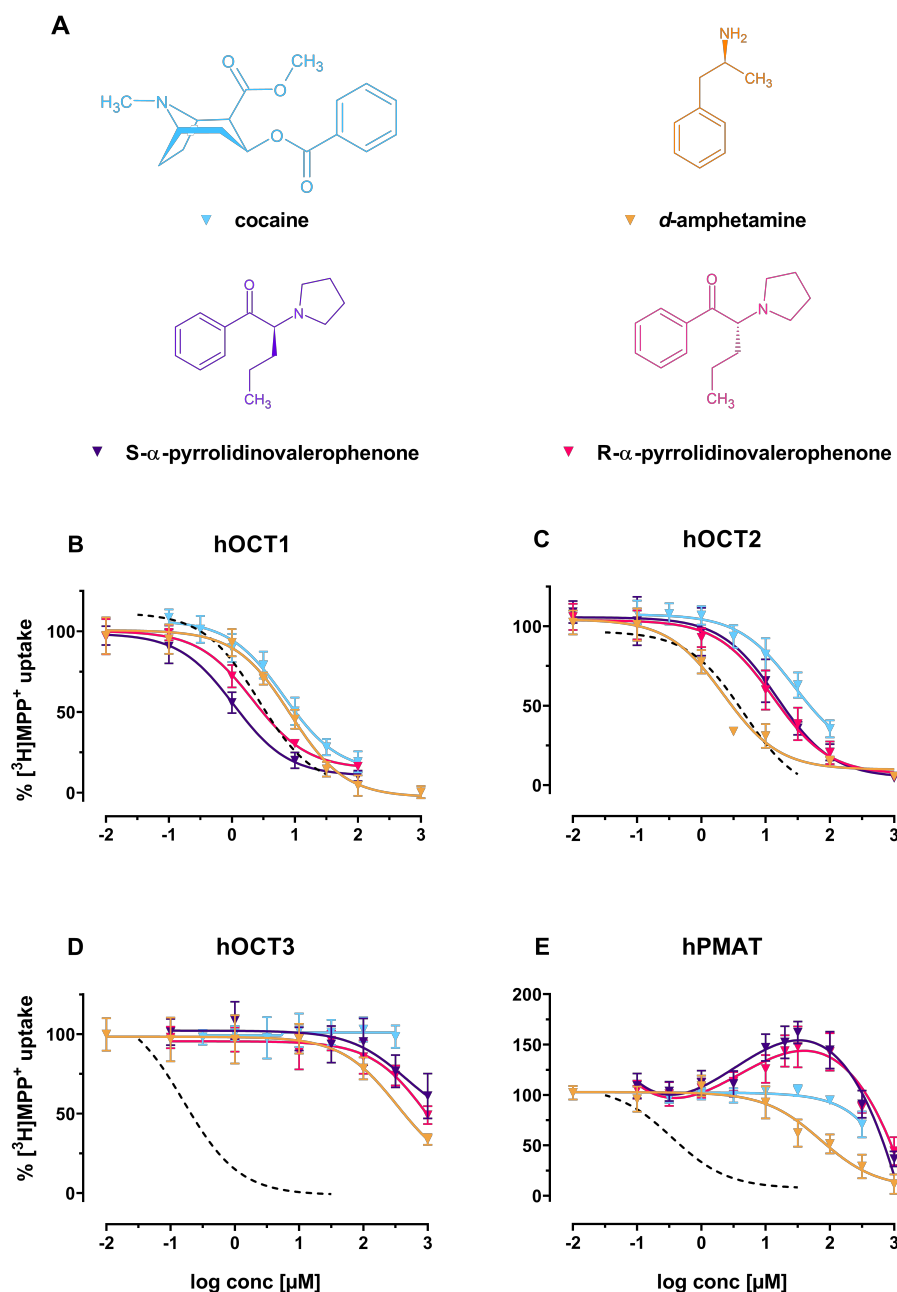 A
O
CH₃
H₃C
N
O
O
O
NH₂
CH₃
cocaine
d-amphetamine
O
N
CH₃
O
N
CH₃
S-α-pyrrolidinovalerophenone
R-α-pyrrolidinovalerophenone
B
hOCT1
% [³H]MPP⁺ uptake
100
50
0
-2 -1 0 1 2 3
C
hOCT2
100
50
0
-2 -1 0 1 2 3
D
hOCT3
% [³H]MPP⁺ uptake
100
50
0
-2 -1 0 1 2 3
log conc [µM]
E
hPMAT
200
150
100
50
0
-2 -1 0 1 2 3
log conc [µM]